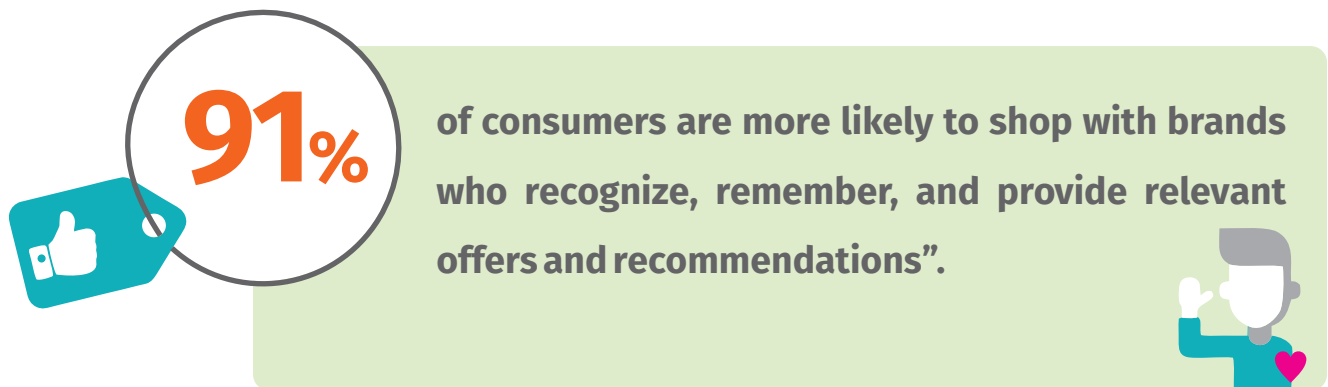 91%
of consumers are more likely to shop with brands
who recognize, remember, and provide relevant
offers and recommendations”.